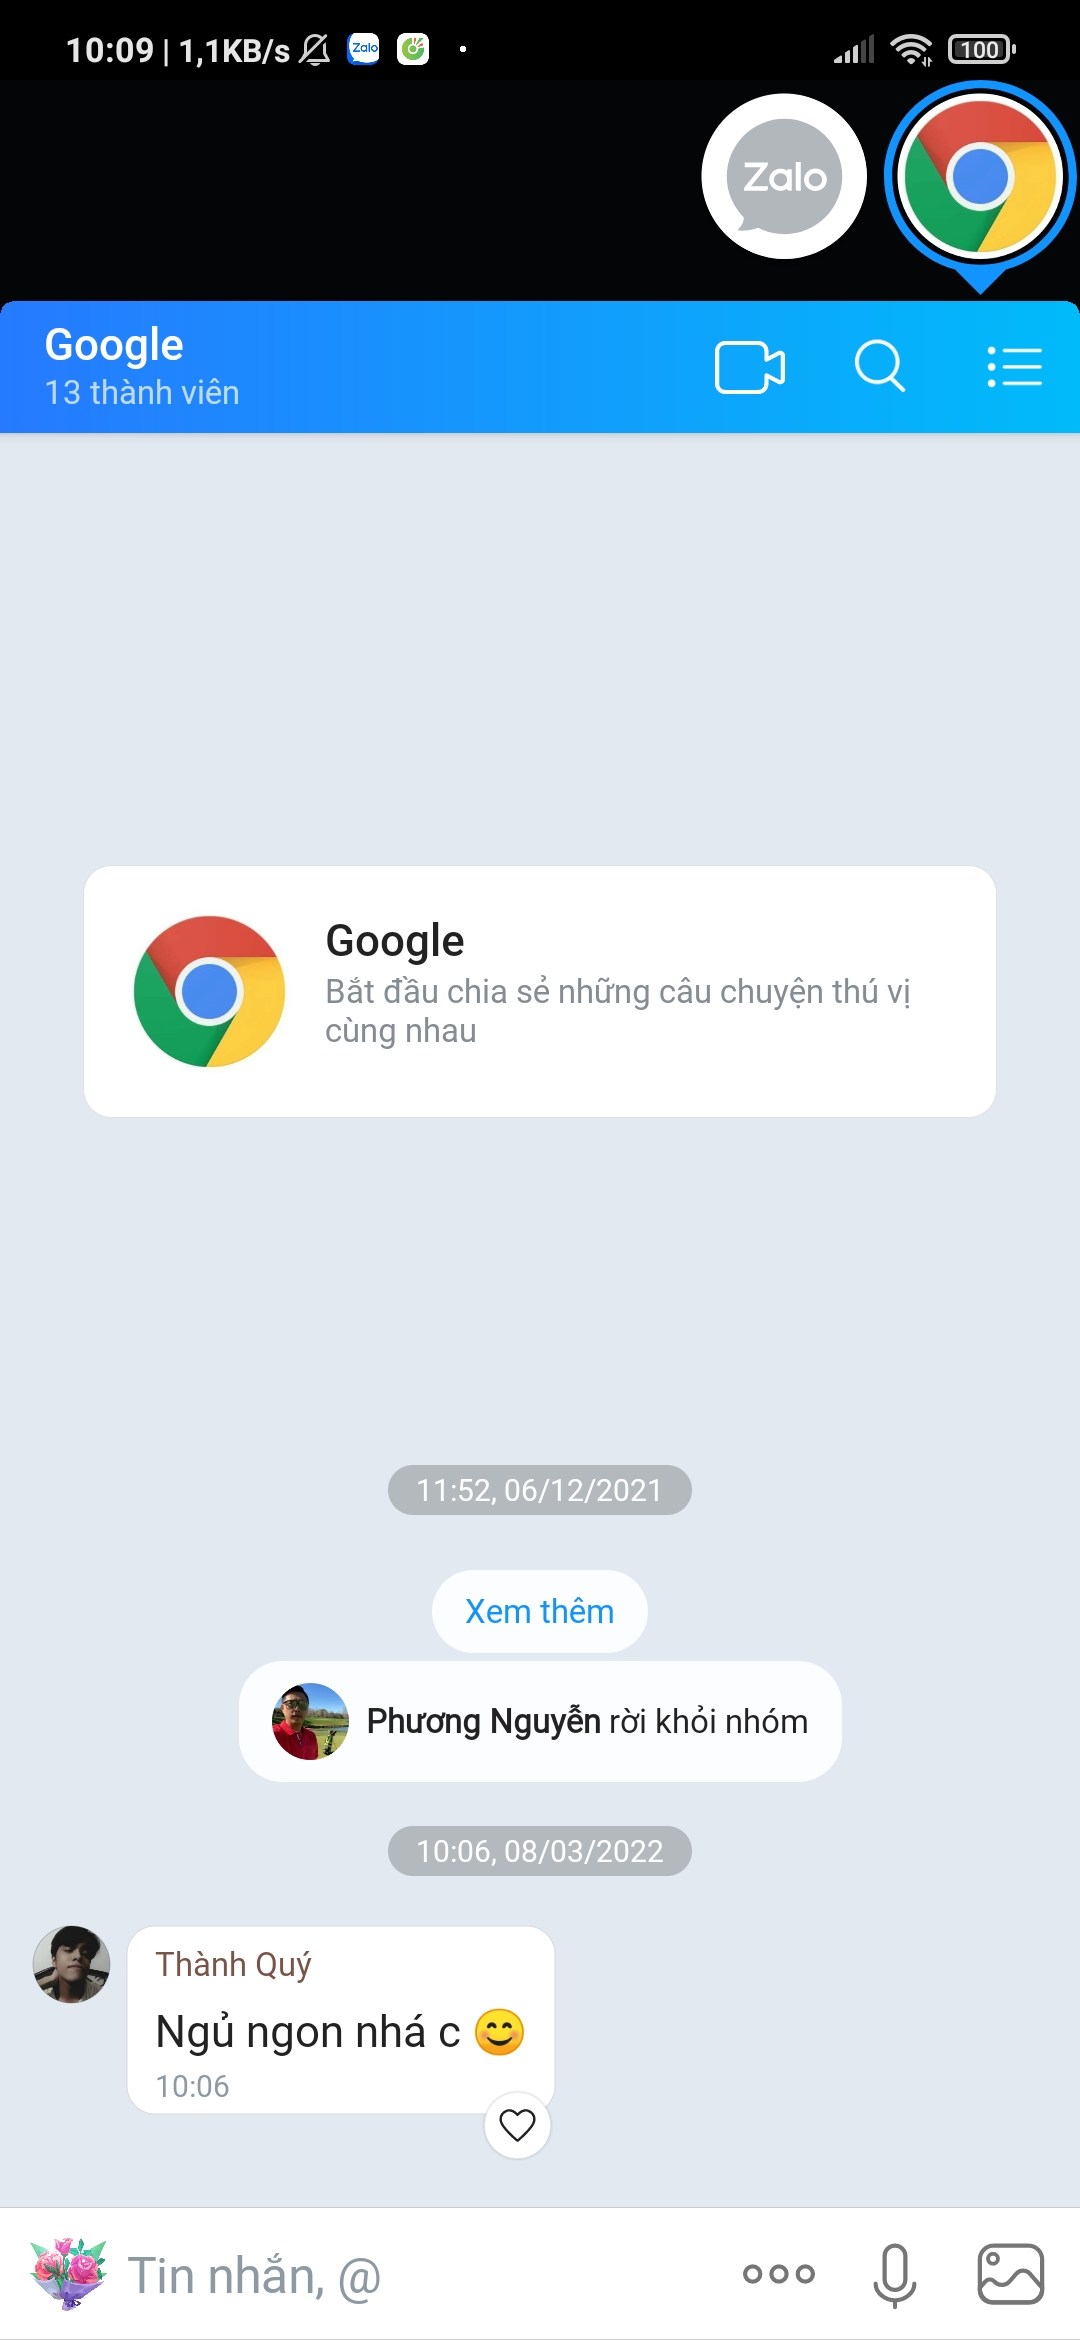 10:09 | 1,1KB/s Zalo 100
Zalo
Google
13 thành viên
Google
Bắt đầu chia sẻ những câu chuyện thú vị
cùng nhau
11:52, 06/12/2021
Xem thêm
Phương Nguyễn rời khỏi nhóm
10:06, 08/03/2022
Thành Quý
Ngủ ngon nhá c 😊
10:06
Tin nhắn, @